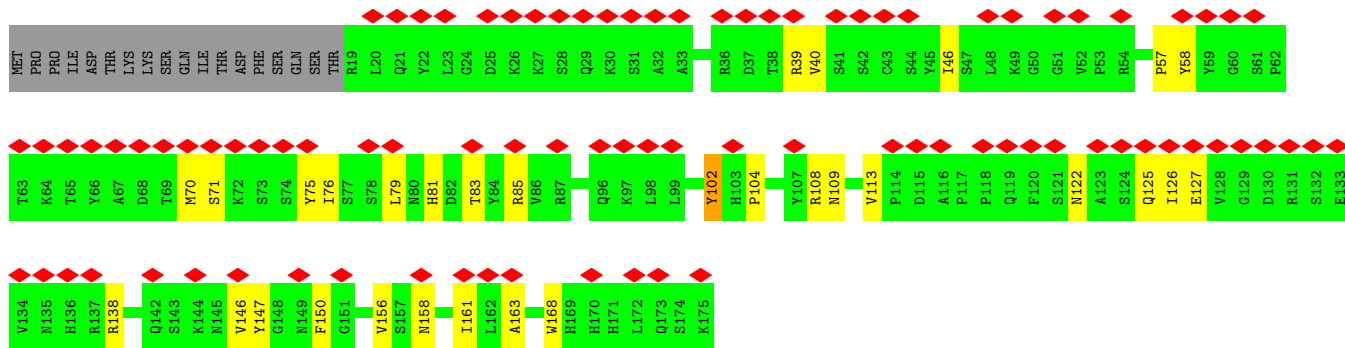 MET PRO PRO ILE ASP THR LYS LYS SER GLN ILE THR ASP PHE SER GLN SER THR R19 L20 Q21 Y22 L23 G24 D25 K26 K27 S28 Q29 K30 S31 A32 A33 R36 D37 T38 R39 V40 S41 S42 C43 S44 Y45 I46 S47 L48 K49 G50 G51 V52 P53 R54 P57 Y58 Y59 G60 S61 P62
T63 K64 T65 Y66 A67 D68 T69 M70 S71 K72 S73 S74 Y75 I76 S77 S78 L79 N80 H81 D82 T83 Y84 R85 V86 R87 Q96 K97 L98 L99 Y102 H103 P104 Y107 R108 N109 V113 P114 D115 A116 P117 P118 Q119 F120 S121 N122 A123 S124 Q125 I126 E127 V128 G129 D130 R131 S132 E133
V134 N135 H136 R137 R138 Q142 S143 K144 N145 V146 Y147 G148 N149 F150 G151 V156 S157 N158 I161 L162 A163 W168 H169 H170 H171 L172 Q173 S174 K175